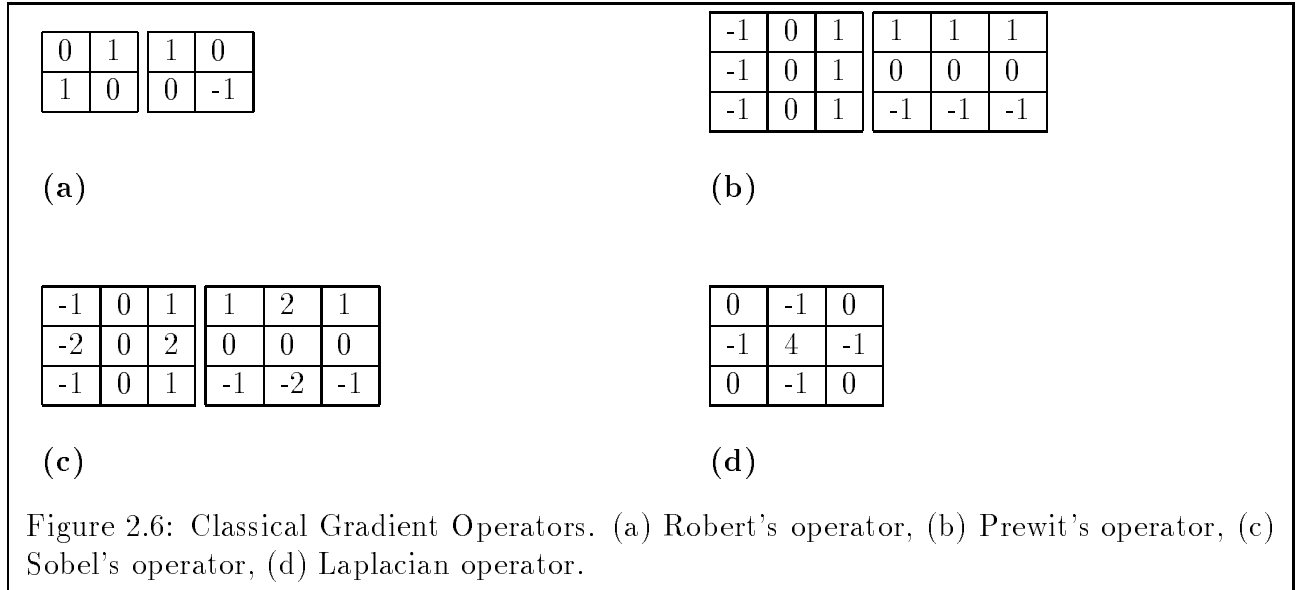 0 1 1 0
1 0 0 -1
(a)
-1 0 1 1 1 1
-1 0 1 0 0 0
-1 0 1 -1 -1 -1
(b)
-1 0 1 1 2 1
-2 0 2 0 0 0
-1 0 1 -1 -2 -1
(c)
0 -1 0
-1 4 -1
0 -1 0
(d)
Figure 2.6: Classical Gradient Operators. (a) Robert's operator, (b) Prewit's operator, (c)
Sobel's operator, (d) Laplacian operator.